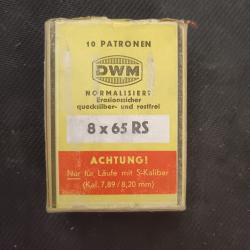 10 PATRONEN
DWM
NORMALISIERT
Erosionssicher
quecksilber- und rostfrei
8 x 65 RS
ACHTUNG!
Nur für Läufe mit S-Kaliber
(Kal. 7,89 / 8,20 mm)